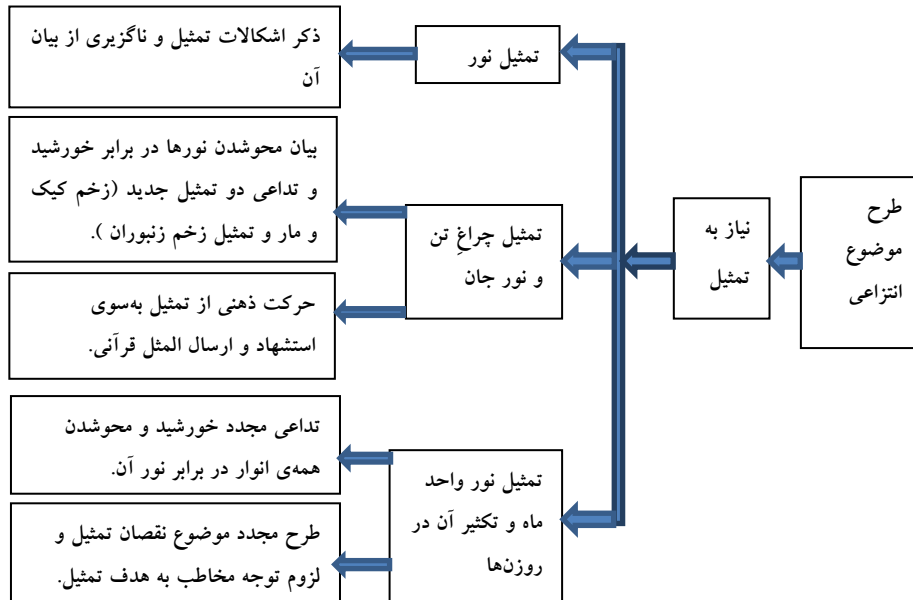 طرح
موضوع
انتزاعی
نیاز به
تمثیل
تمثیل نور
ذکر اشکالات تمثیل و ناگزیری از بیان
آن
تمثیل چراغِ تن
و نور جان
بیان محوشدن نورها در برابر خورشید
و تداعی دو تمثیل جدید (زخم کیک
و مار و تمثیل زخم زنبوران ).
حرکت ذهنی از تمثیل به‌سوی
استشهاد و ارسال المثل قرآنی.
تمثیل نور واحد
ماه و تکثیر آن در
روزن‌ها
تداعی مجدد خورشید و محوشدن
همه‌ی انوار در برابر نور آن.
طرح مجدد موضوع نقصان تمثیل و
لزوم توجه مخاطب به هدف تمثیل.